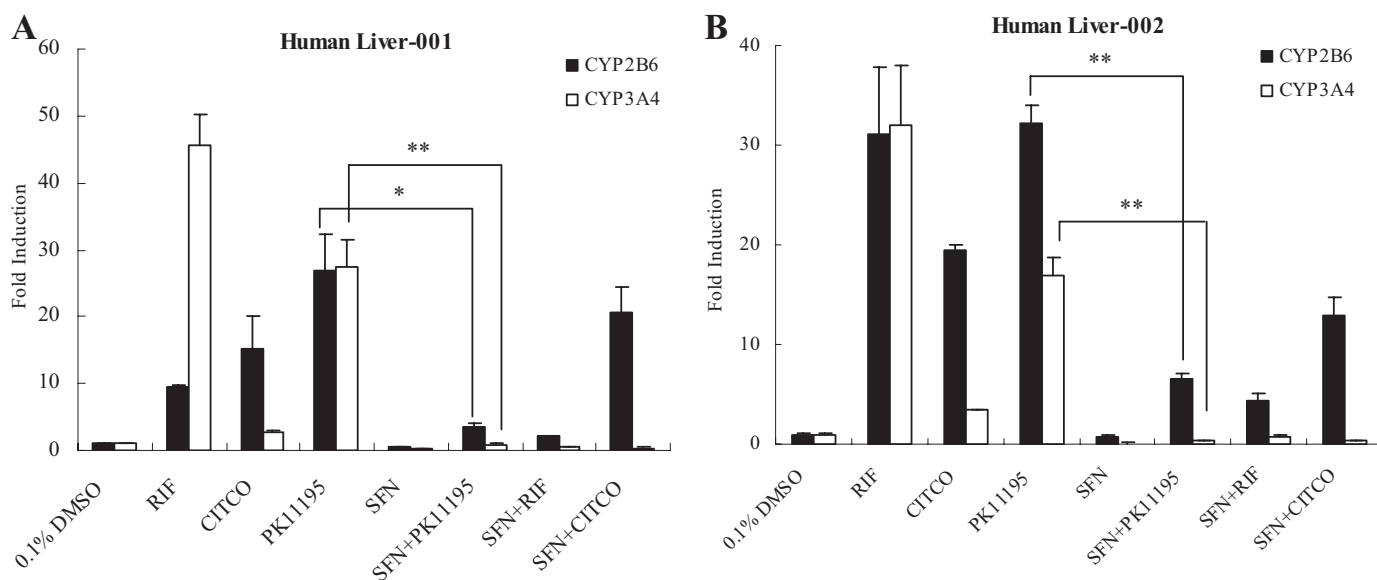 A
Human Liver-001
60
50
40
30
20
10
0
Fold Induction
CYP2B6
CYP3A4
**
*
0.1% DMSO
RIF
CITCO
PK11195
SFN
SFN+PK11195
SFN+RIF
SFN+CITCO
B
Human Liver-002
40
30
20
10
0
Fold Induction
CYP2B6
CYP3A4
**
**
0.1% DMSO
RIF
CITCO
PK11195
SFN
SFN+PK11195
SFN+RIF
SFN+CITCO